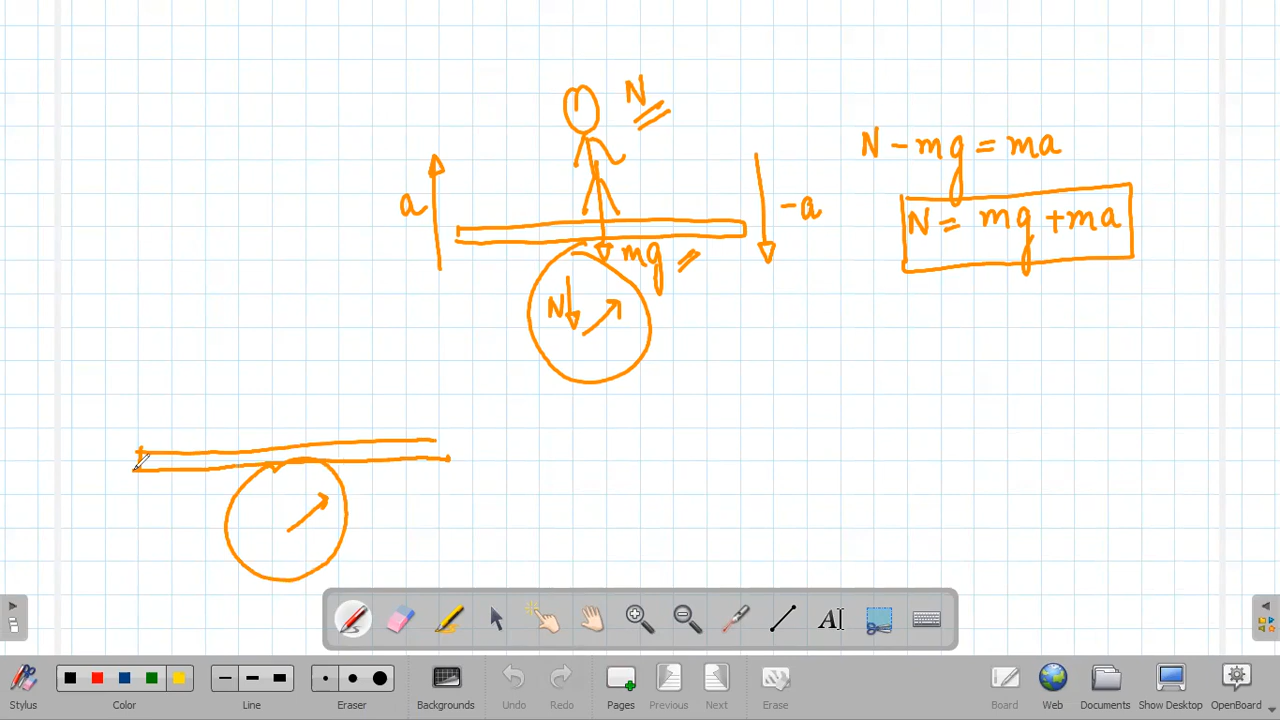 N
N - mg = ma
a
-a
N = mg + ma
mg
N
Stylus
Color
Line
Eraser
Backgrounds
Undo
Redo
Pages
Previous
Next
Erase
Board
Web
Documents
Show Desktop
OpenBoard